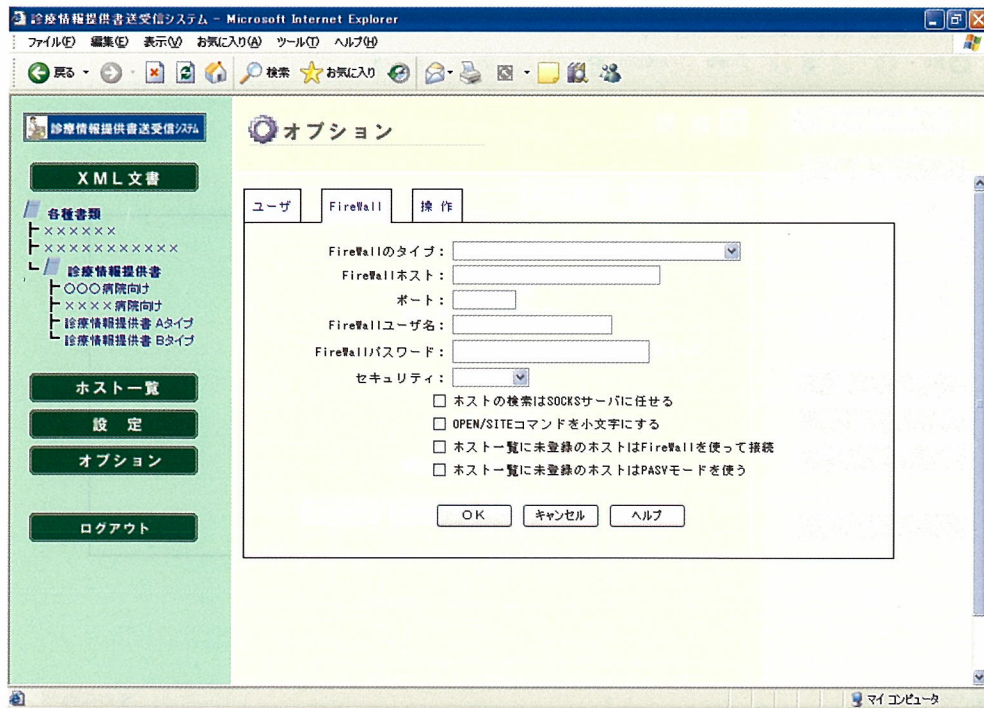 診療情報提供書送受信システム - Microsoft Internet Explorer
ファイル(F) 編集(E) 表示(V) お気に入り(A) ツール(T) ヘルプ(H)
戻る 検索 お気に入り
診療情報提供書送受信システム
オプション
XML文書
各種書類
××××××
×××××××××××
診療情報提供書
○○○病院向け
××××病院向け
診療情報提供書 Aタイプ
診療情報提供書 Bタイプ
ホスト一覧
設 定
オプション
ログアウト
ユーザ FireWall 操 作
FireWallのタイプ:
FireWallホスト:
ポート:
FireWallユーザ名:
FireWallパスワード:
セキュリティ:
ホストの検索はSOCKSサーバに任せる
OPEN/SITEコマンドを小文字にする
ホスト一覧に未登録のホストはFireWallを使って接続
ホスト一覧に未登録のホストはPASVモードを使う
OK キャンセル ヘルプ
マイ コンピュータ